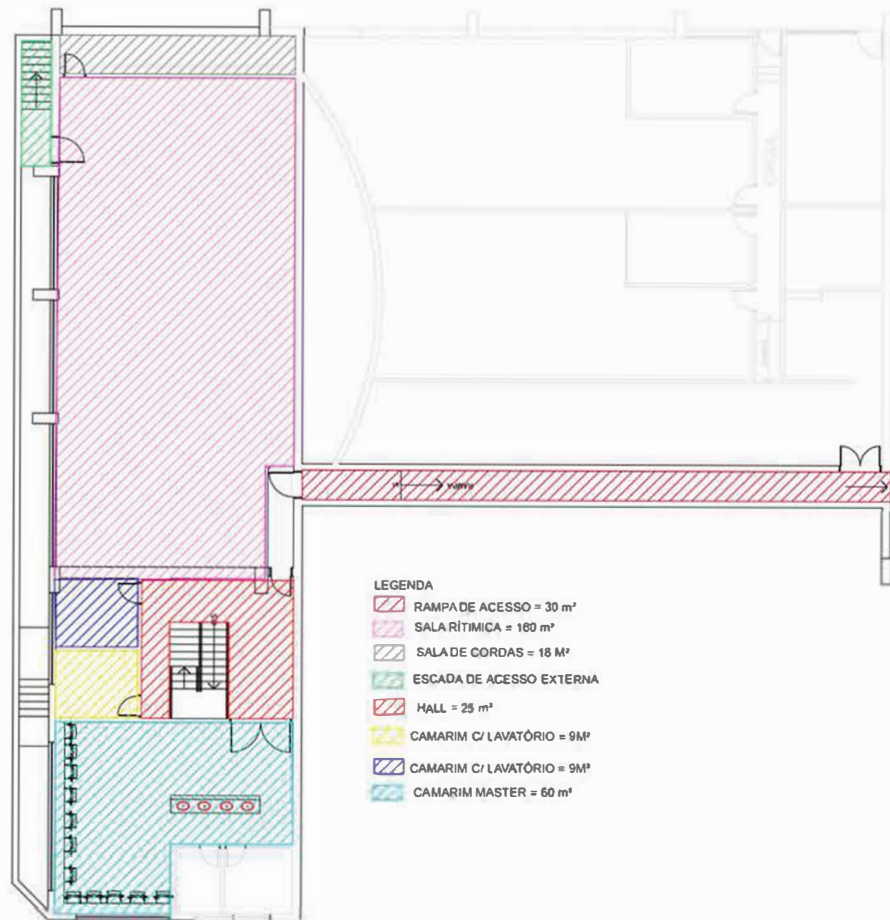 LEGENDA
RAMPA DE ACESSO = 30 m²
SALA RÍTIMICA = 160 m²
SALA DE CORDAS = 18 M²
ESCADA DE ACESSO EXTERNA
HALL = 25 m²
CAMARIM C/ LAVATÓRIO = 9M²
CAMARIM C/ LAVATÓRIO = 9M²
CAMARIM MASTER = 60 m²